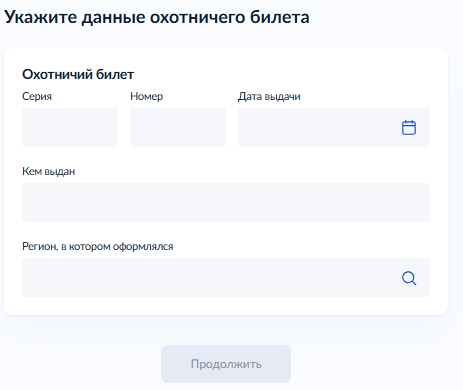 Укажите данные охотничего билета
Охотничий билет
Серия
Номер
Дата выдачи
Кем выдан
Регион, в котором оформлялся
Продолжить